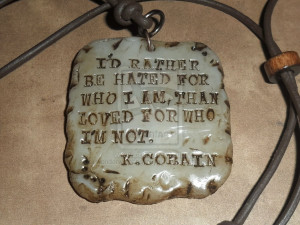 I'D RATHER
BE HATED FOR
WHO I AM, THAN
LOVED FOR WHO
I'M NOT.
K.COBAIN